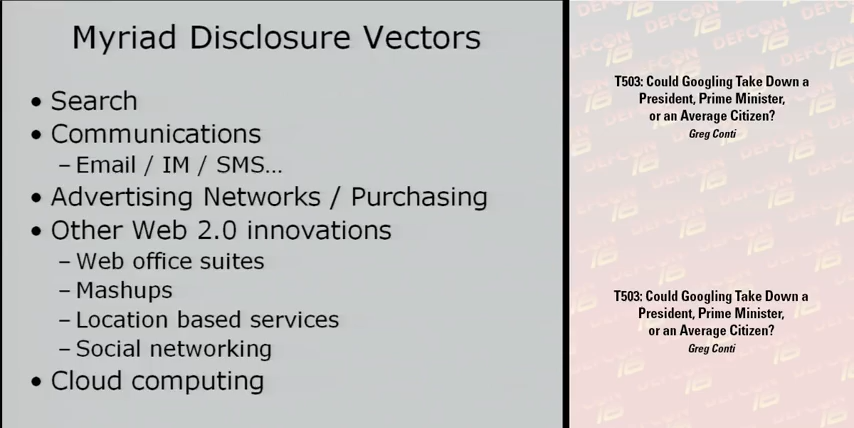 Myriad Disclosure Vectors
• Search
• Communications
– Email / IM / SMS...
• Advertising Networks / Purchasing
• Other Web 2.0 innovations
– Web office suites
– Mashups
– Location based services
– Social networking
• Cloud computing
T503: Could Googling Take Down a
President, Prime Minister,
or an Average Citizen?
Greg Conti
T503: Could Googling Take Down a
President, Prime Minister,
or an Average Citizen?
Greg Conti
DEFCON
16